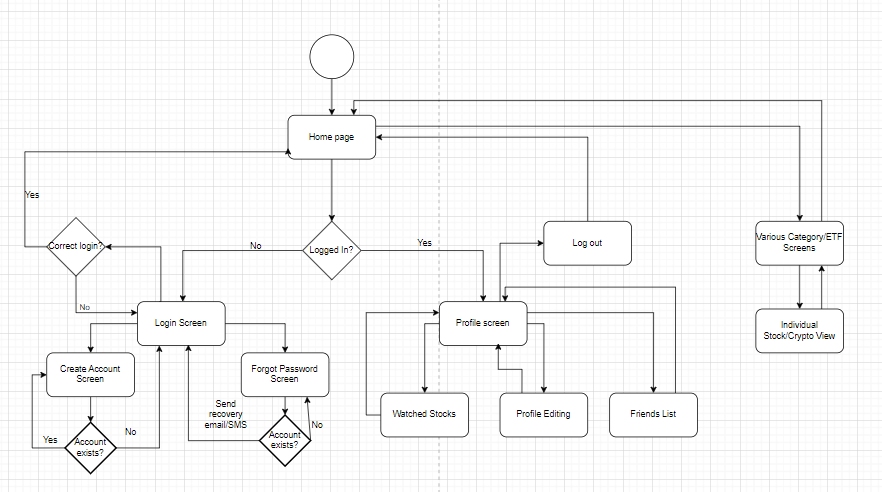 Home page
Yes
Correct login?
No
Logged In?
Yes
Log out
Various Category/ETF
Screens
No
Login Screen
Profile screen
Individual
Stock/Crypto View
Create Account
Screen
Forgot Password
Screen
Send
recovery
email/SMS
Watched Stocks
Profile Editing
Friends List
Yes
Account
exists?
No
Account
exists?
No